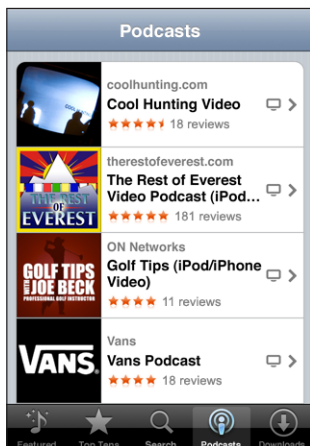 Podcasts
coolhunting.com
Cool Hunting Video
18 reviews
THE REST
OF
EVEREST
therestofeverest.com
The Rest of Everest
Video Podcast (iPod...
181 reviews
GOLF TIPS
WITH JOE BECK
PROFESSIONAL GOLF INSTRUCTOR
ON Networks
Golf Tips (iPod/iPhone
Video)
11 reviews
VANS
Vans
Vans Podcast
18 reviews
Featured Top Tens Search Podcasts Downloads